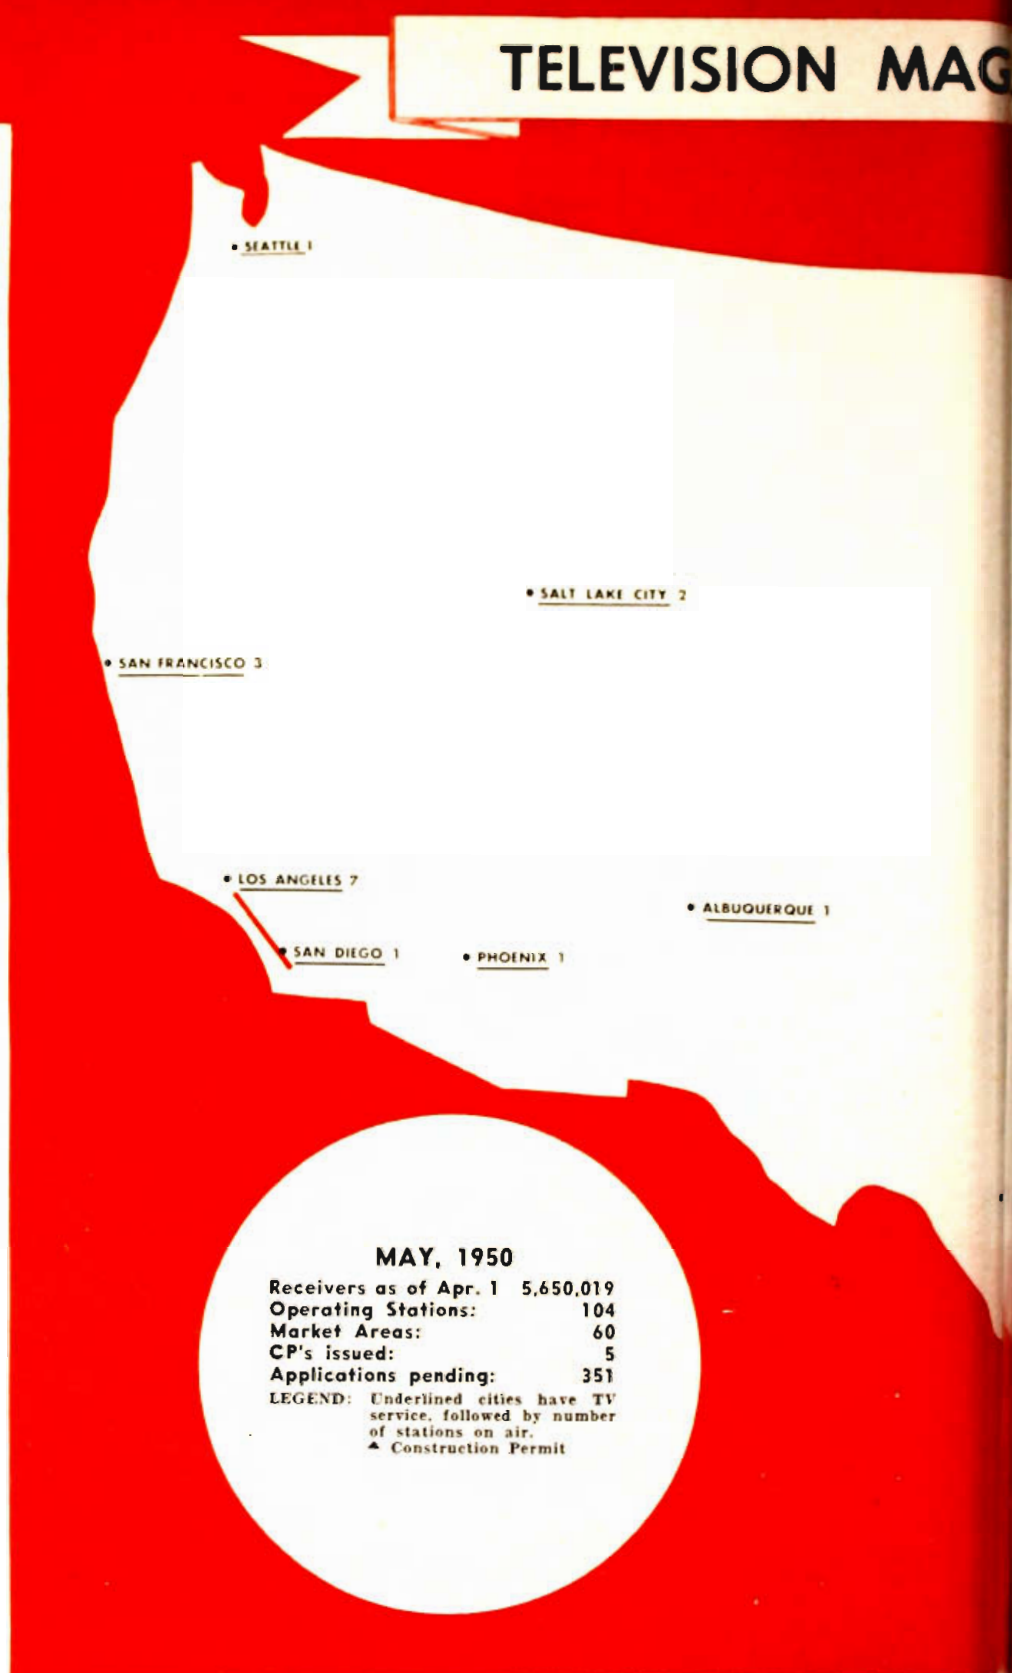 TELEVISION MAG
• SEATTLE 1
• SALT LAKE CITY 2
• SAN FRANCISCO 3
• LOS ANGELES 7
• ALBUQUERQUE 1
• SAN DIEGO 1
• PHOENIX 1
MAY, 1950
Receivers as of Apr. 1 5,650,019
Operating Stations: 104
Market Areas: 60
CP's issued: 5
Applications pending: 351
LEGEND: Underlined cities have TV
service, followed by number
of stations on air.
▲ Construction Permit